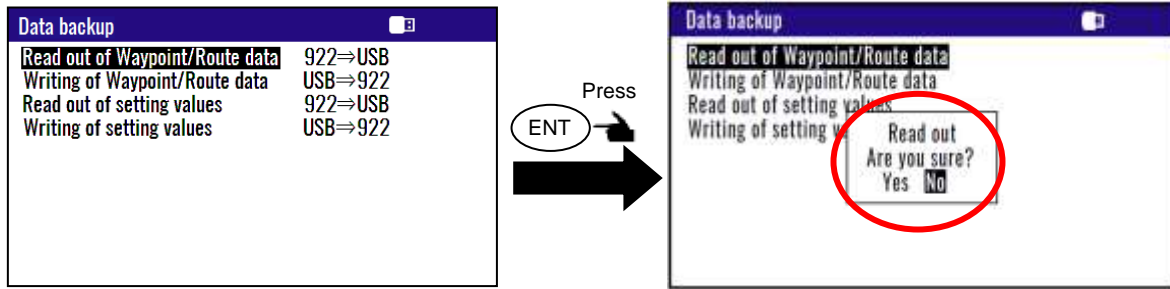 Data backup
Read out of Waypoint/Route data 922⇒USB
Writing of Waypoint/Route data USB⇒922
Read out of setting values 922⇒USB
Writing of setting values USB⇒922
Press
ENT
Data backup
Read out of Waypoint/Route data
Writing of Waypoint/Route data
Read out of setting values
Writing of setting v
Read out
Are you sure?
Yes No